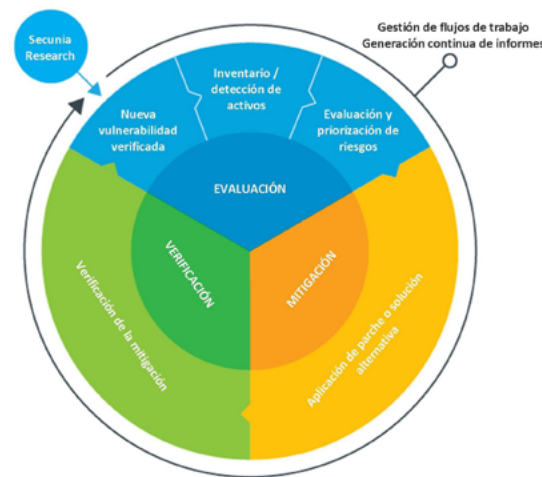 Secunia
Research
Gestión de flujos de trabajo
Generación continua de informes
Nueva
vulnerabilidad
verificada
Inventario /
detección de
activos
Evaluación y
priorización de
riesgos
EVALUACIÓN
VERIFICACIÓN
MITIGACIÓN
Verificación de la mitigación
Aplicación de parche o solución
alternativa